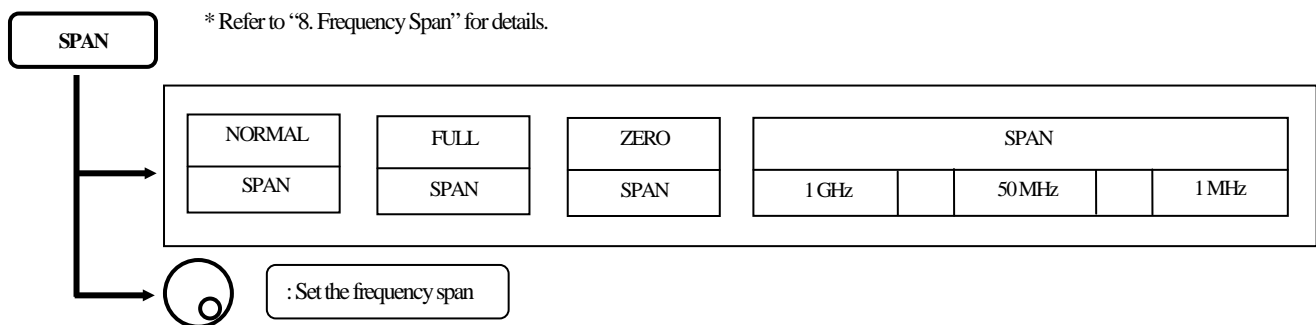 * Refer to “8. Frequency Span” for details.
SPAN
NORMAL FULL ZERO SPAN
SPAN SPAN SPAN 1 GHz 50 MHz 1 MHz
: Set the frequency span